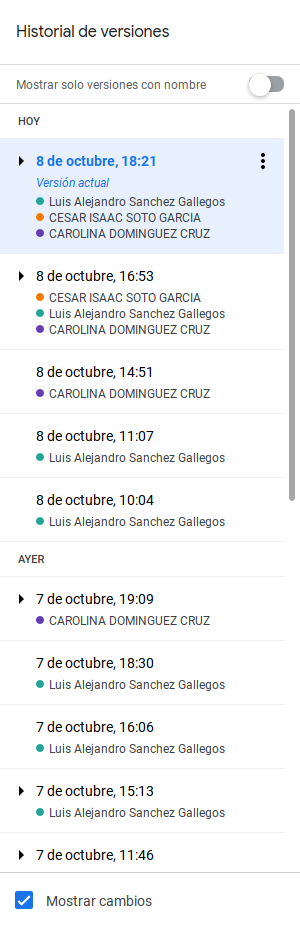 Historial de versiones
Mostrar solo versiones con nombre
HOY
8 de octubre, 18:21
Versión actual
Luis Alejandro Sanchez Gallegos
CESAR ISAAC SOTO GARCIA
CAROLINA DOMINGUEZ CRUZ
8 de octubre, 16:53
CESAR ISAAC SOTO GARCIA
Luis Alejandro Sanchez Gallegos
CAROLINA DOMINGUEZ CRUZ
8 de octubre, 14:51
CAROLINA DOMINGUEZ CRUZ
8 de octubre, 11:07
Luis Alejandro Sanchez Gallegos
8 de octubre, 10:04
Luis Alejandro Sanchez Gallegos
AYER
7 de octubre, 19:09
CAROLINA DOMINGUEZ CRUZ
7 de octubre, 18:30
Luis Alejandro Sanchez Gallegos
7 de octubre, 16:06
Luis Alejandro Sanchez Gallegos
7 de octubre, 15:13
Luis Alejandro Sanchez Gallegos
7 de octubre, 11:46
Mostrar cambios